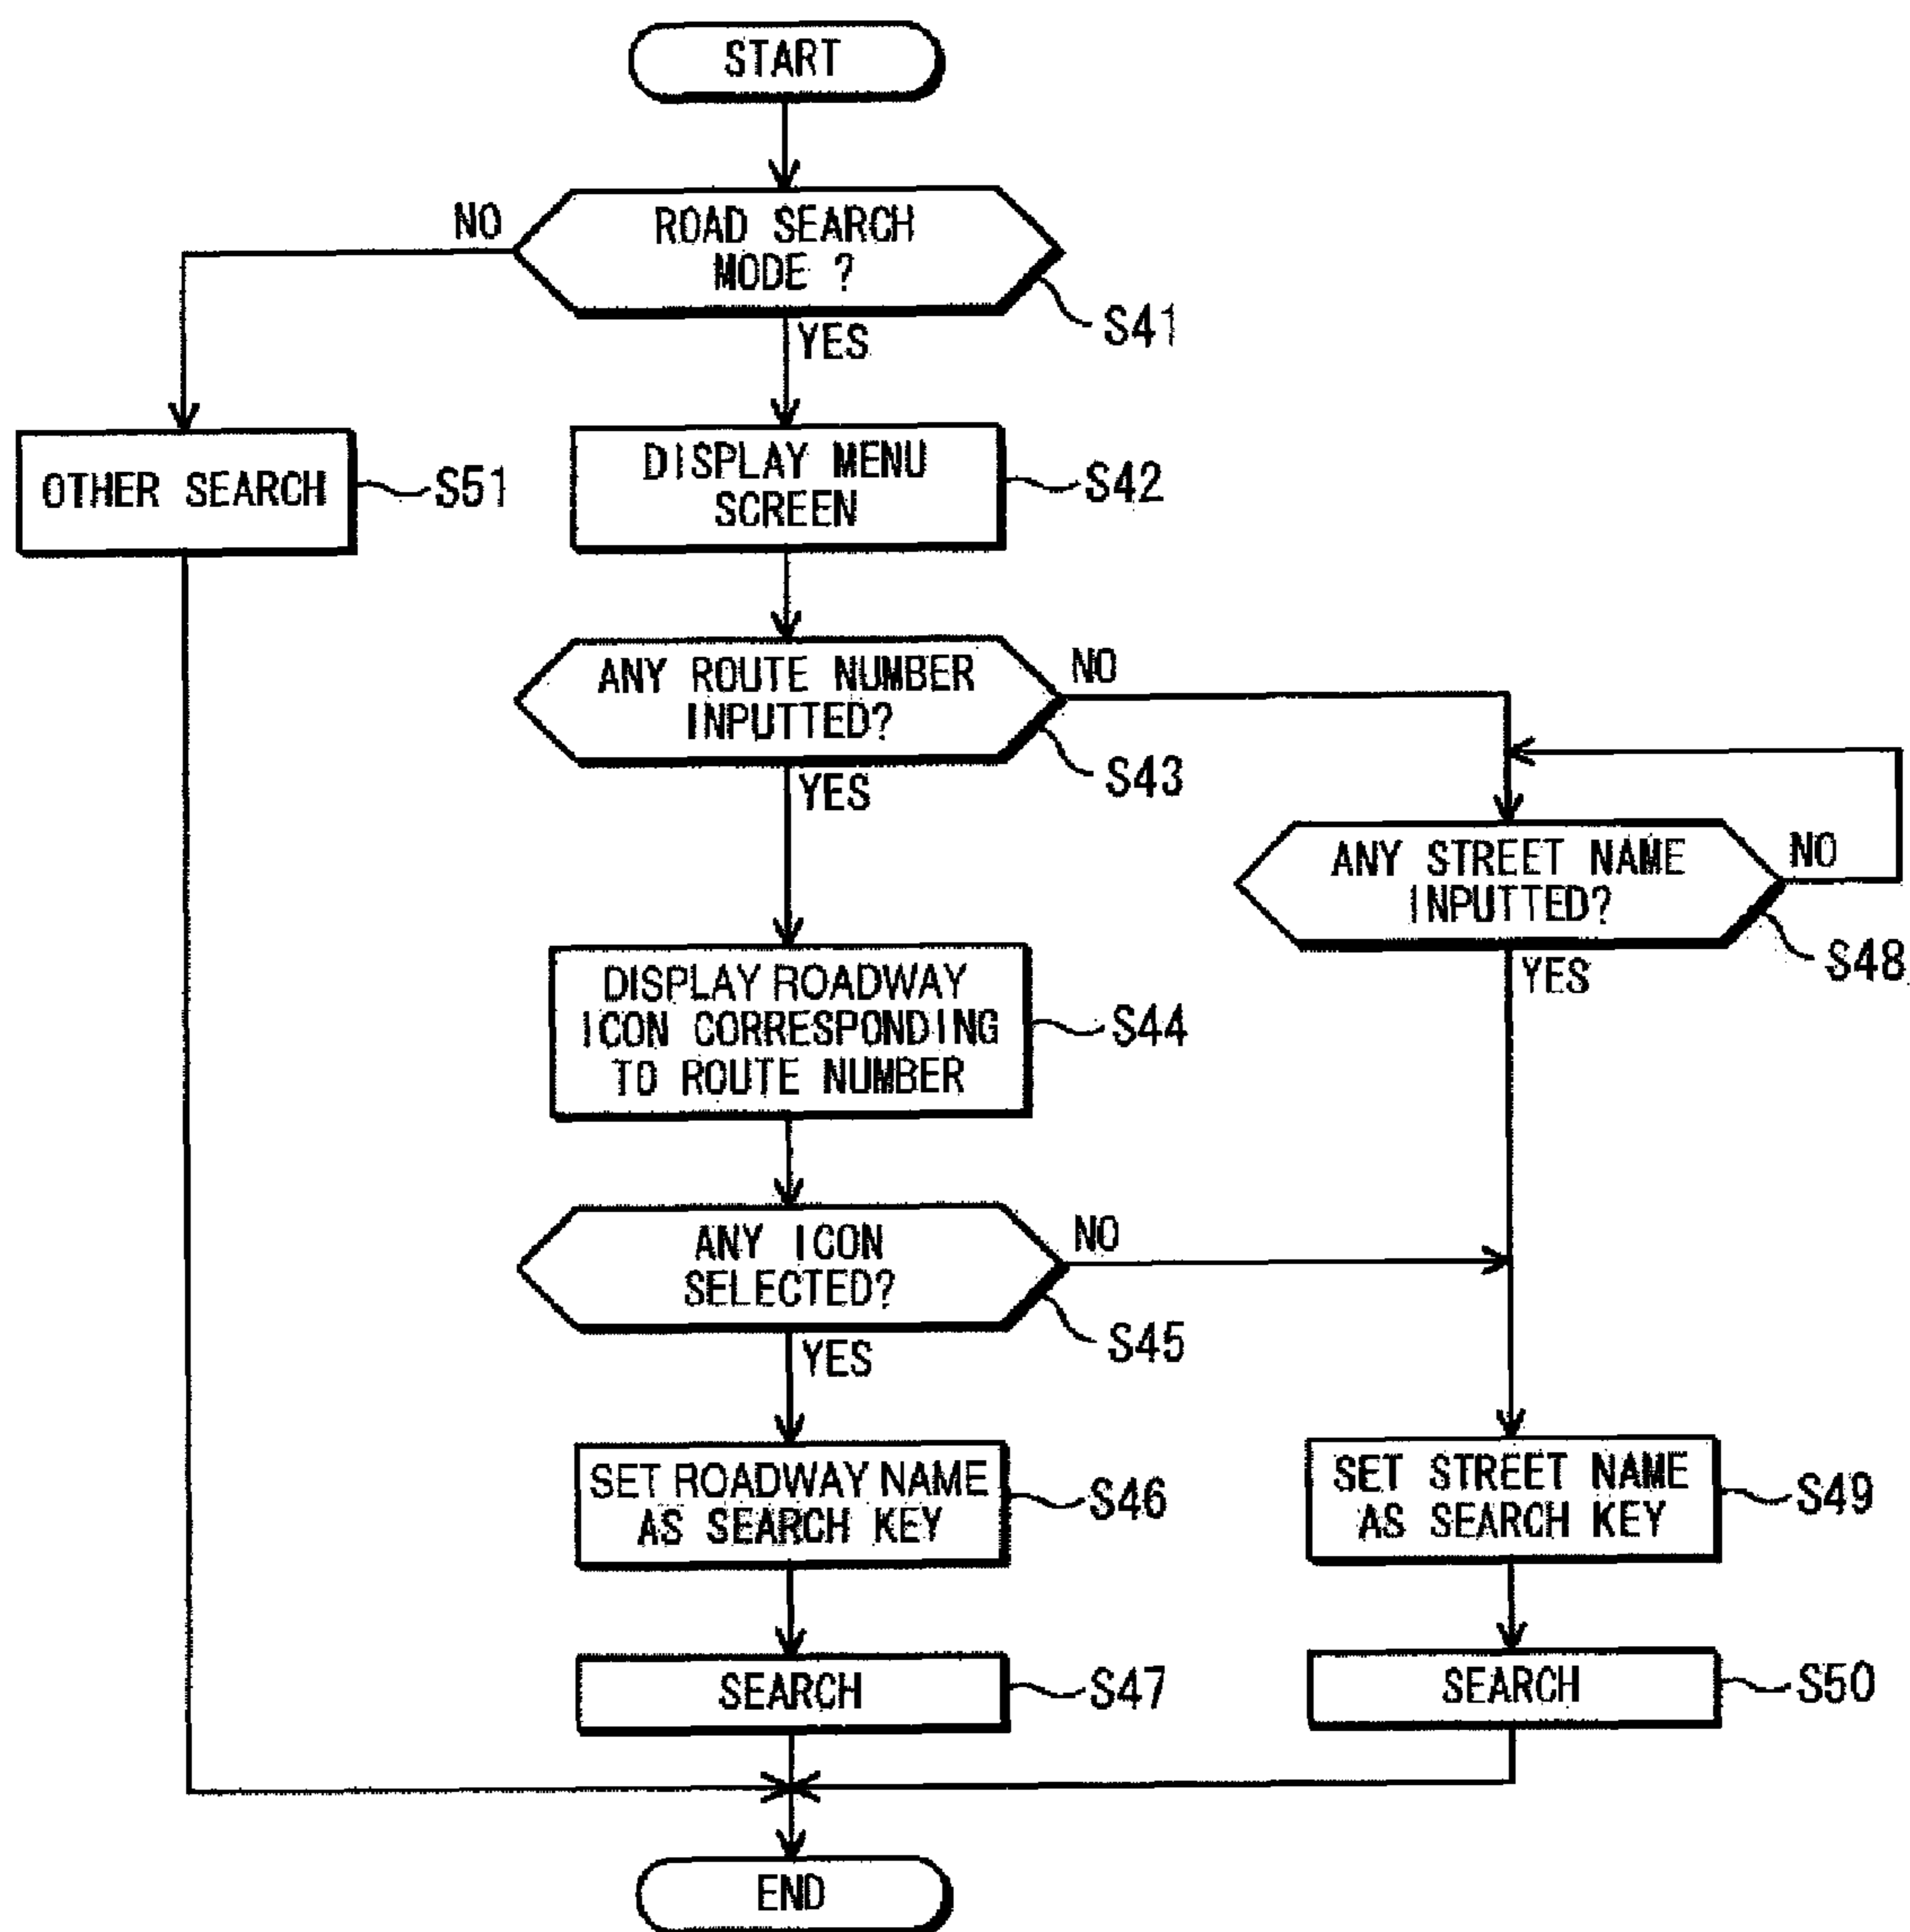 START
ROAD SEARCH
MODE ?
NO
S41
YES
OTHER SEARCH
S51
DISPLAY MENU
SCREEN
S42
ANY ROUTE NUMBER
INPUTTED?
NO
S43
YES
ANY STREET NAME
INPUTTED?
NO
S48
YES
DISPLAY ROADWAY
ICON CORRESPONDING
TO ROUTE NUMBER
S44
ANY ICON
SELECTED?
NO
S45
YES
SET ROADWAY NAME
AS SEARCH KEY
S46
SET STREET NAME
AS SEARCH KEY
S49
SEARCH
S47
SEARCH
S50
END